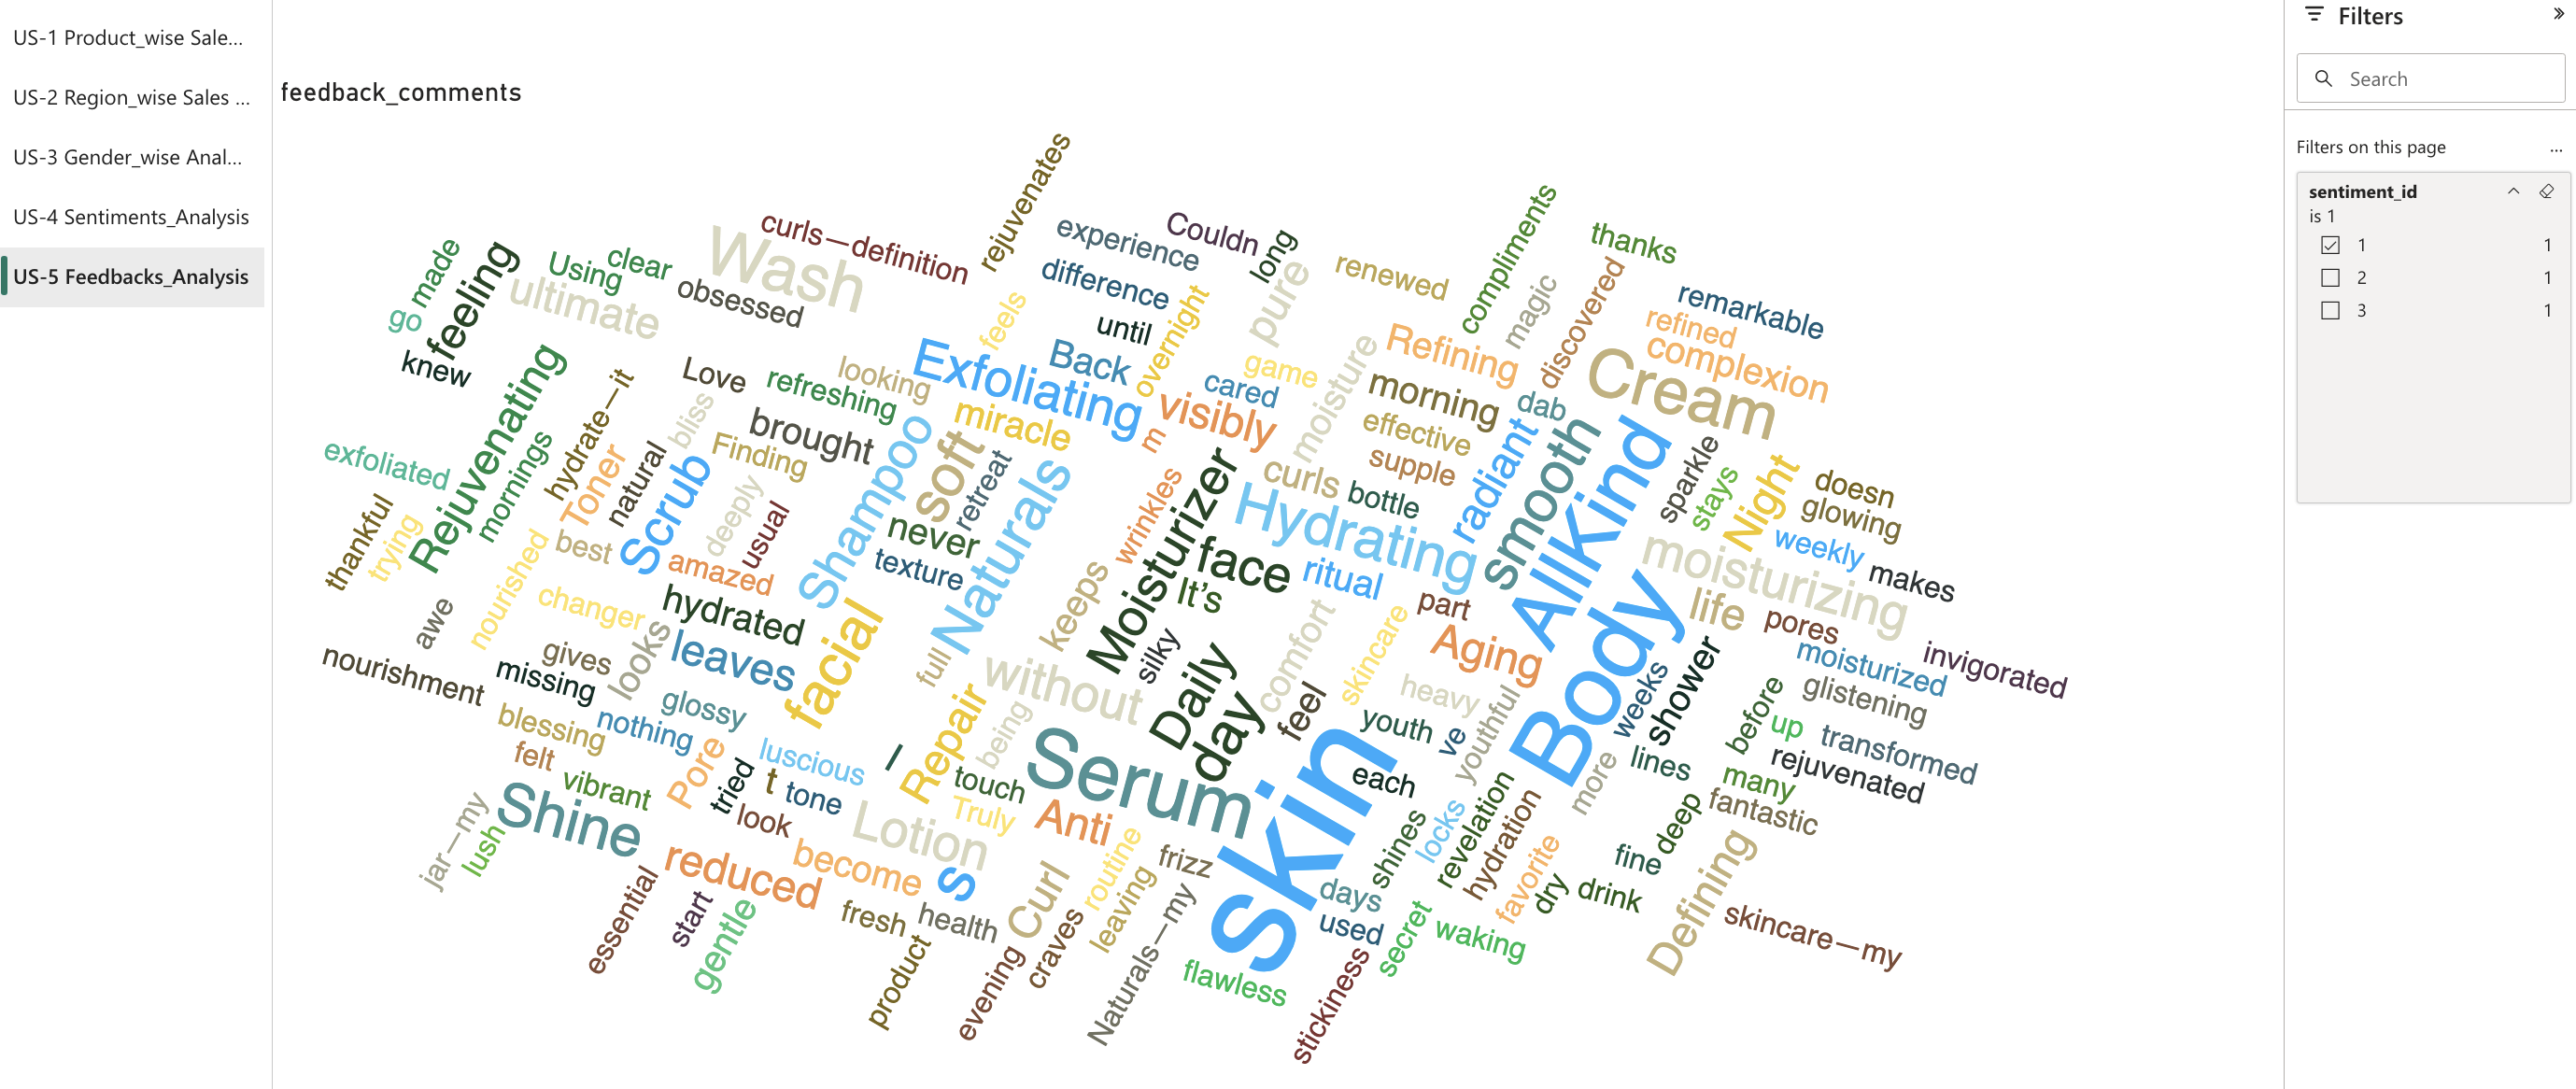 US-1 Product_wise Sale...
US-2 Region_wise Sales ...
US-3 Gender_wise Anal...
US-4 Sentiments_Analysis
US-5 Feedbacks_Analysis
feedback_comments
rejuvenates
curls—definition
experience
Couldn
long
compliments
thanks
made
feeling
Using
clear
Wash
obsessed
ultimate
difference
pure
renewed
magic
discovered
remarkable
go
knew
feels
until
overnight
Refining
refined
complexion
Love
refreshing
looking
Exfoliating
Back
game
cared
moisture
morning
dab
Cream
Rejuvenating
hydrate—it
bliss
brought
miracle
visibly
m
effective
supple
radiant
smooth
Allkind
sparkle
exfoliated
mornings
Toner
natural
Finding
Shampoo
soft
retreat
curls
bottle
stays
Night
doesn
glowing
thankful
trying
nourished
best
Scrub
deeply
usual
amazed
never
texture
Naturals
wrinkles
Moisturizer
face
Hydrating
ritual
weekly
moisturizing
makes
awe
changer
hydrated
keeps
It’s
part
Body
life
pores
nourishment
missing
gives
looks
leaves
facial
full
without
silky
Daily
comfort
skincare
Aging
weeks
shower
moisturized
invigorated
blessing
nothing
glossy
being
day
feel
heavy
youth
ve
youthful
before
glistening
felt
vibrant
Pore
tried
t
tone
luscious
I
Repair
touch
Serum
each
more
lines
up
transformed
rejuvenated
jar—my
lush
Shine
look
Lotion
Truly
Anti
skin
shines
locks
revelation
hydration
many
fantastic
deep
reduced
become
s
routine
frizz
favorite
fine
essential
start
gentle
fresh
health
Curl
craves
leaving
days
used
secret
waking
dry
drink
Defining
skincare—my
product
evening
Naturals—my
flawless
stickiness
Filters
Search
Filters on this page
...
sentiment_id
is 1
1 1
2 1
3 1